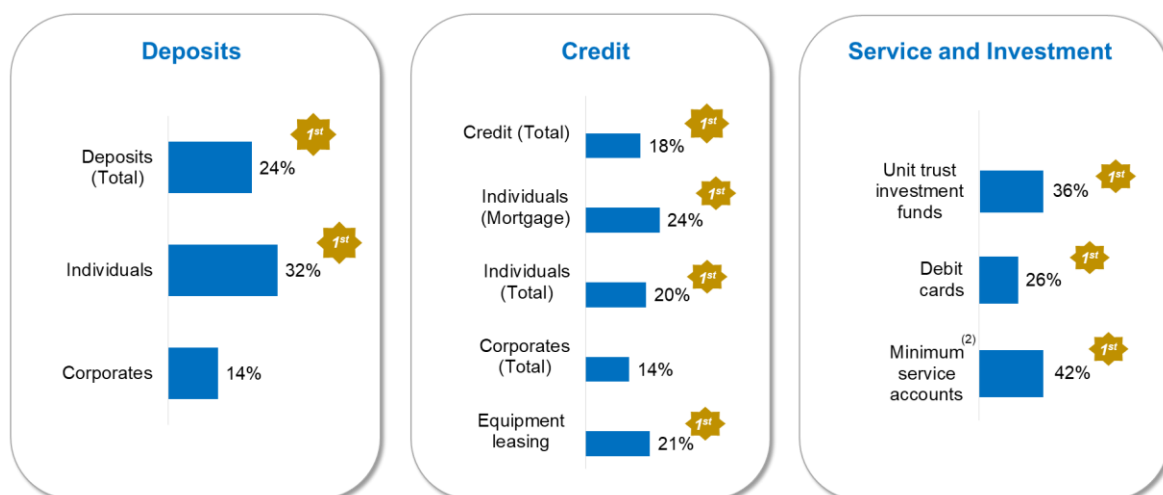 Deposits
1st
Deposits
(Total)
24%
1st
Individuals
32%
Corporates
14%
Credit
1st
Credit (Total)
18%
1st
Individuals
(Mortgage)
24%
1st
Individuals
(Total)
20%
Corporates
(Total)
14%
1st
Equipment
leasing
21%
Service and Investment
1st
Unit trust
investment
funds
36%
1st
Debit
cards
26%
1st
Minimum(2)
service
accounts
42%